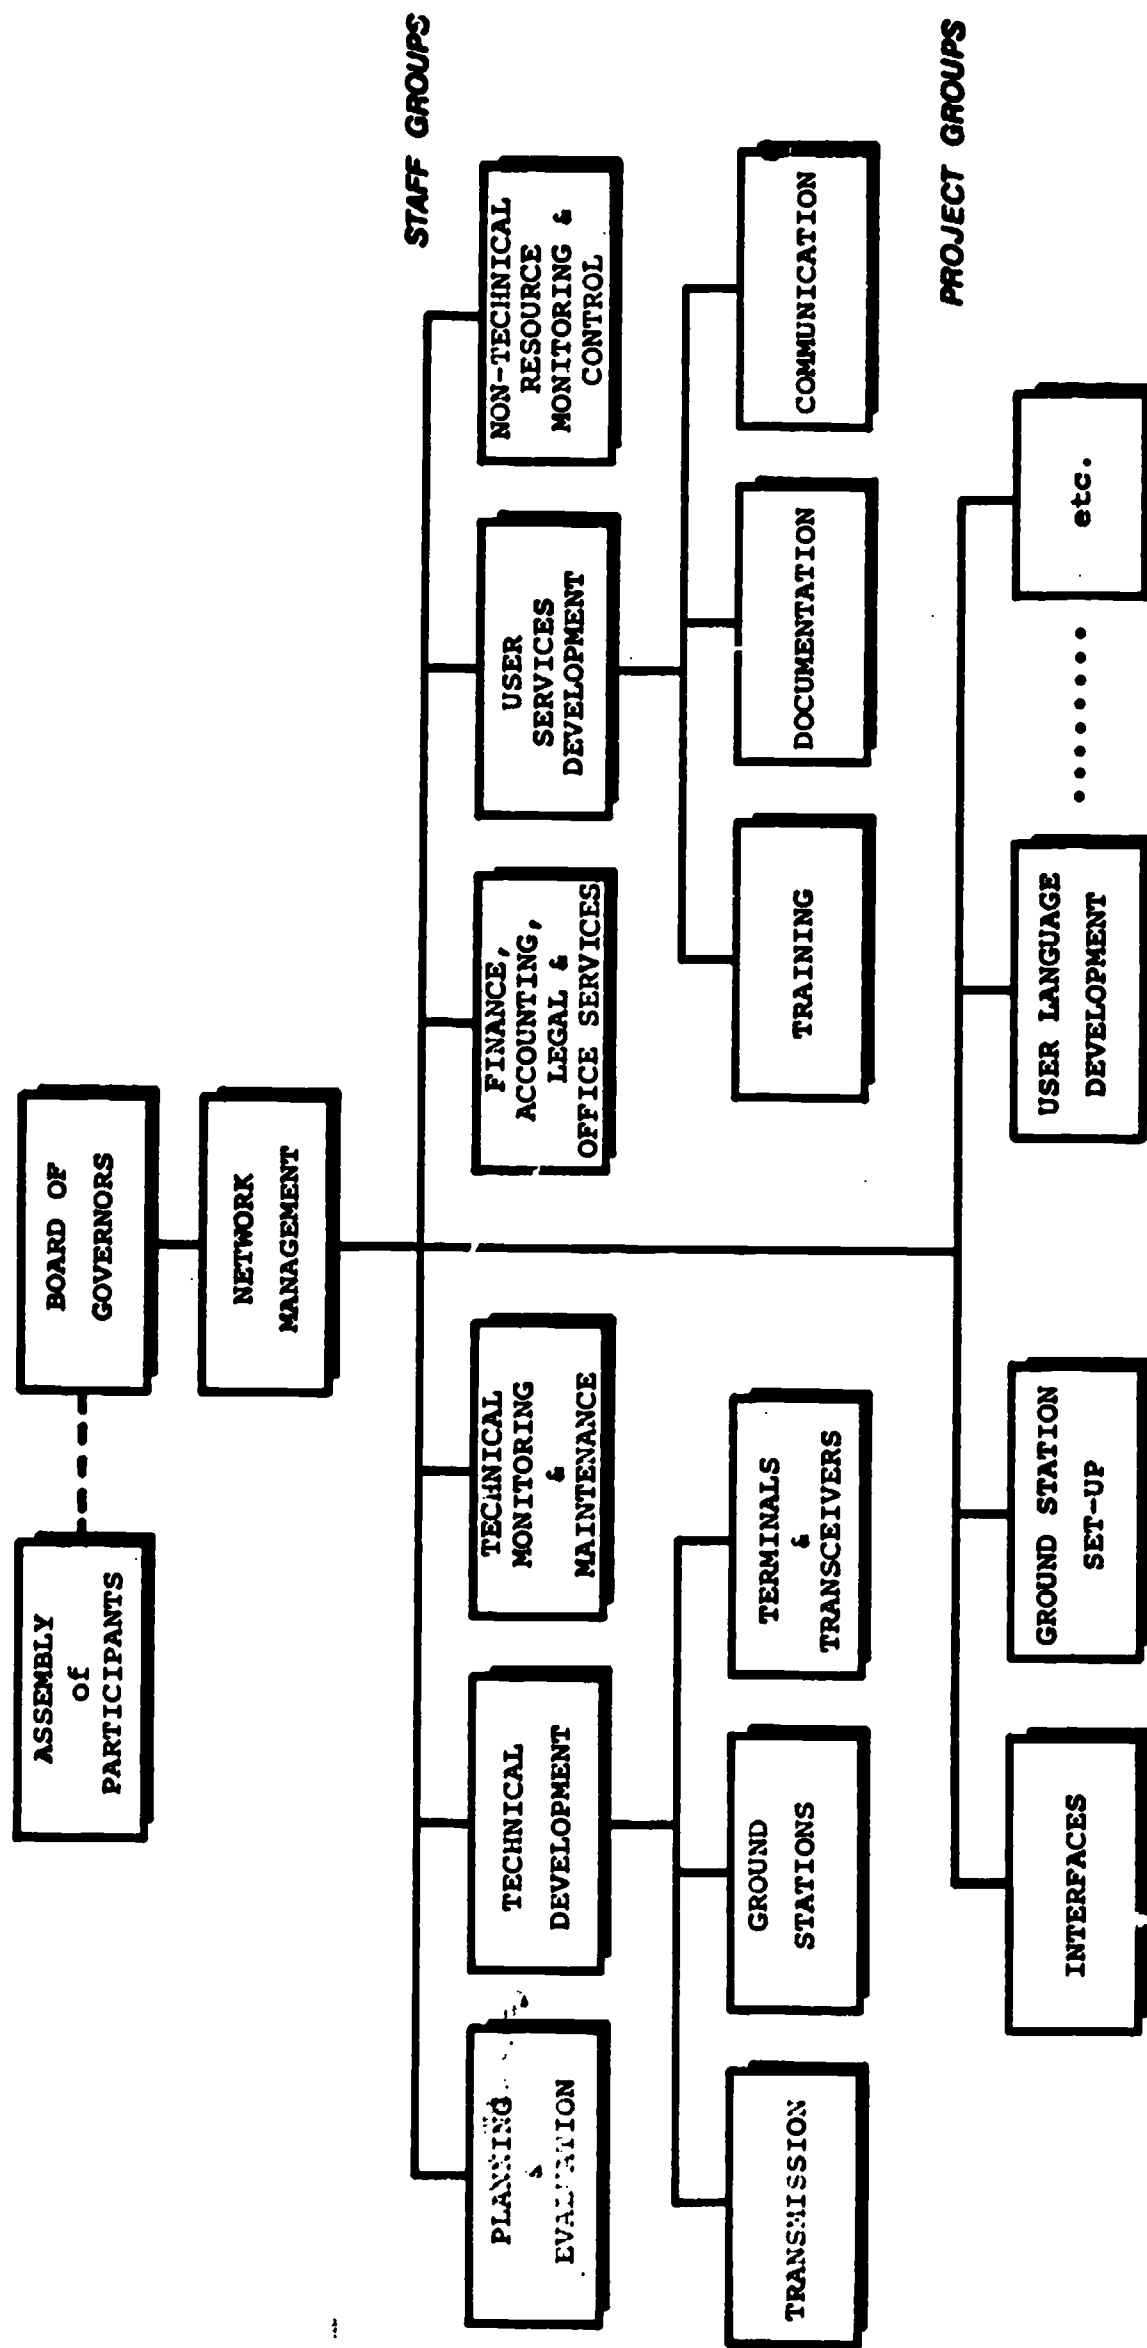 ASSEMBLY
of
PARTICIPANTS
BOARD OF
GOVERNORS
NETWORK
MANAGEMENT
STAFF GROUPS
PLANNING
&
EVALUATION
TECHNICAL
DEVELOPMENT
TECHNICAL
MONITORING
&
MAINTENANCE
FINANCE,
ACCOUNTING,
LEGAL &
OFFICE SERVICES
USER
SERVICES
DEVELOPMENT
NON-TECHNICAL
RESOURCE
MONITORING &
CONTROL
TRANSMISSION
GROUND
STATIONS
TERMINALS
&
TRANSCEIVERS
TRAINING
DOCUMENTATION
COMMUNICATION
PROJECT GROUPS
INTERFACES
GROUND STATION
SET-UP
USER LANGUAGE
DEVELOPMENT
........
etc.